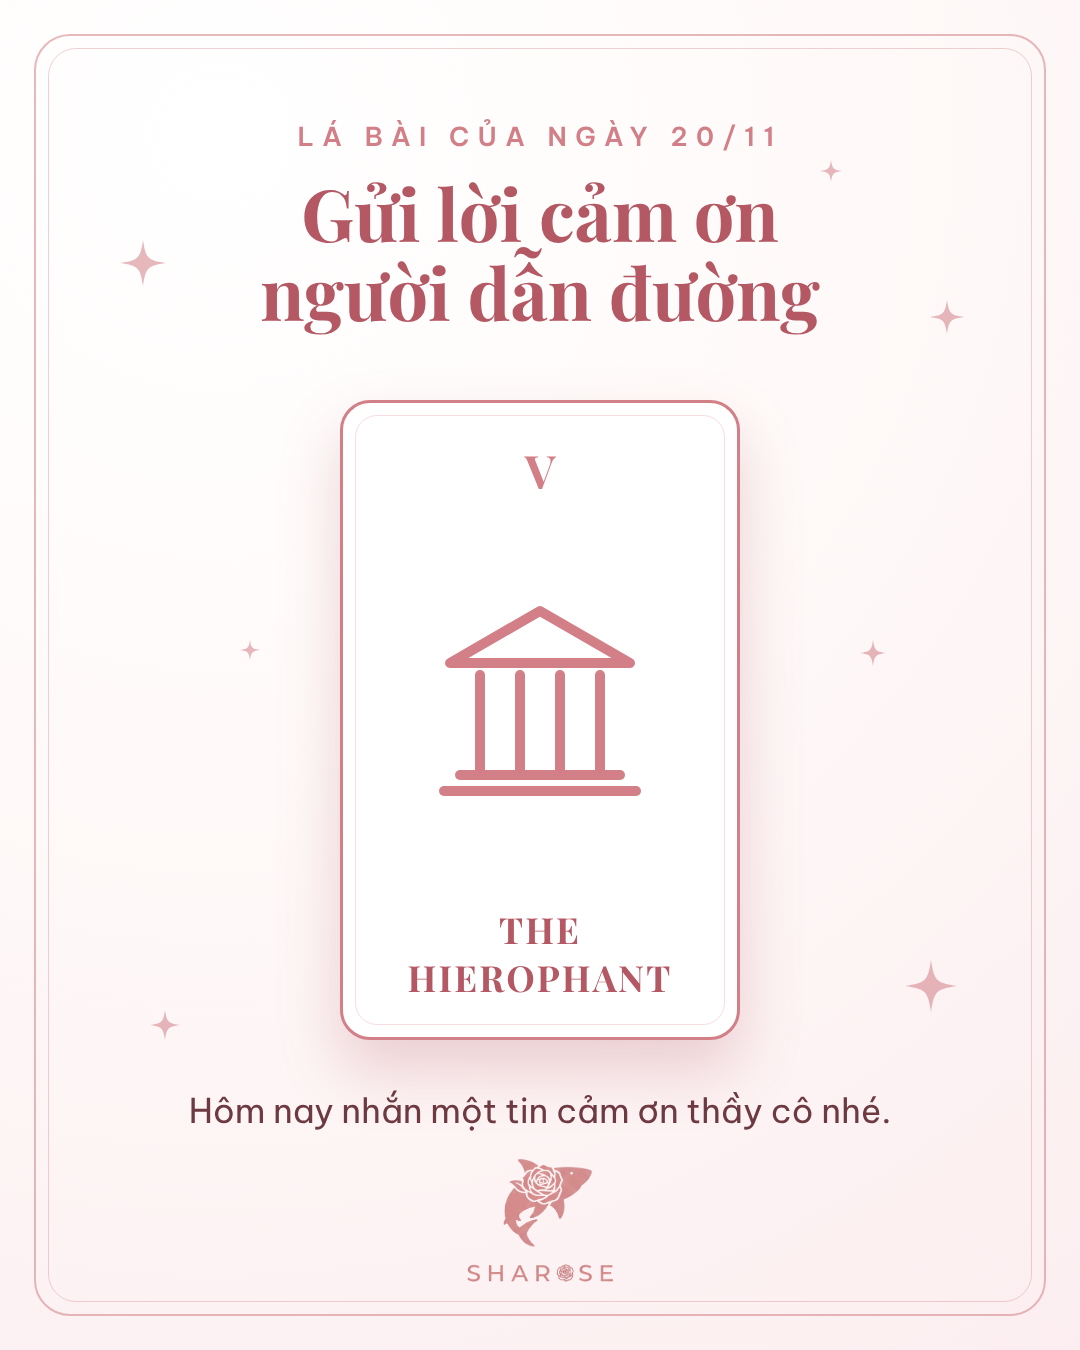 LÁ BÀI CỦA NGÀY 20/11
Gửi lời cảm ơn
người dẫn đường
V
THE
HIEROPHANT
Hôm nay nhắn một tin cảm ơn thầy cô nhé.
SHAROSE